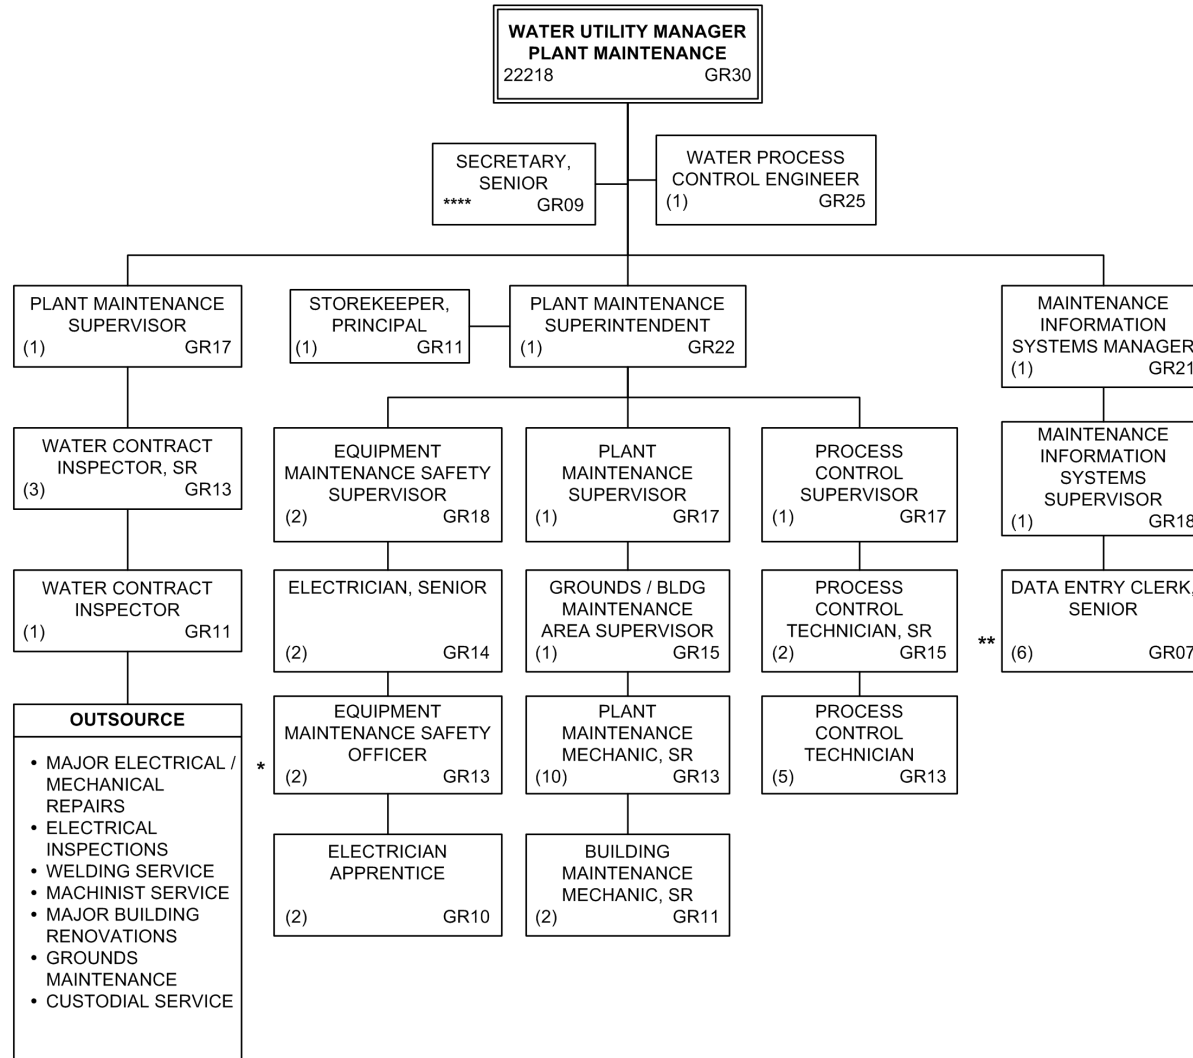 WATER UTILITY MANAGER
PLANT MAINTENANCE
22218 GR30
SECRETARY,
SENIOR
**** GR09
WATER PROCESS
CONTROL ENGINEER
(1) GR25
PLANT MAINTENANCE
SUPERVISOR
(1) GR17
STOREKEEPER,
PRINCIPAL
(1) GR11
PLANT MAINTENANCE
SUPERINTENDENT
(1) GR22
MAINTENANCE
INFORMATION
SYSTEMS MANAGER
(1) GR21
WATER CONTRACT
INSPECTOR, SR
(3) GR13
EQUIPMENT
MAINTENANCE SAFETY
SUPERVISOR
(2) GR18
PLANT
MAINTENANCE
SUPERVISOR
(1) GR17
PROCESS
CONTROL
SUPERVISOR
(1) GR17
MAINTENANCE
INFORMATION
SYSTEMS
SUPERVISOR
(1) GR18
WATER CONTRACT
INSPECTOR
(1) GR11
ELECTRICIAN, SENIOR
(2) GR14
GROUNDS / BLDG
MAINTENANCE
AREA SUPERVISOR
(1) GR15
PROCESS
CONTROL
TECHNICIAN, SR
(2) GR15
**
DATA ENTRY CLERK,
SENIOR
(6) GR07
OUTSOURCE
• MAJOR ELECTRICAL /
MECHANICAL
REPAIRS
• ELECTRICAL
INSPECTIONS
• WELDING SERVICE
• MACHINIST SERVICE
• MAJOR BUILDING
RENOVATIONS
• GROUNDS
MAINTENANCE
• CUSTODIAL SERVICE
*
EQUIPMENT
MAINTENANCE SAFETY
OFFICER
(2) GR13
PLANT
MAINTENANCE
MECHANIC, SR
(10) GR13
PROCESS
CONTROL
TECHNICIAN
(5) GR13
ELECTRICIAN
APPRENTICE
(2) GR10
BUILDING
MAINTENANCE
MECHANIC, SR
(2) GR11